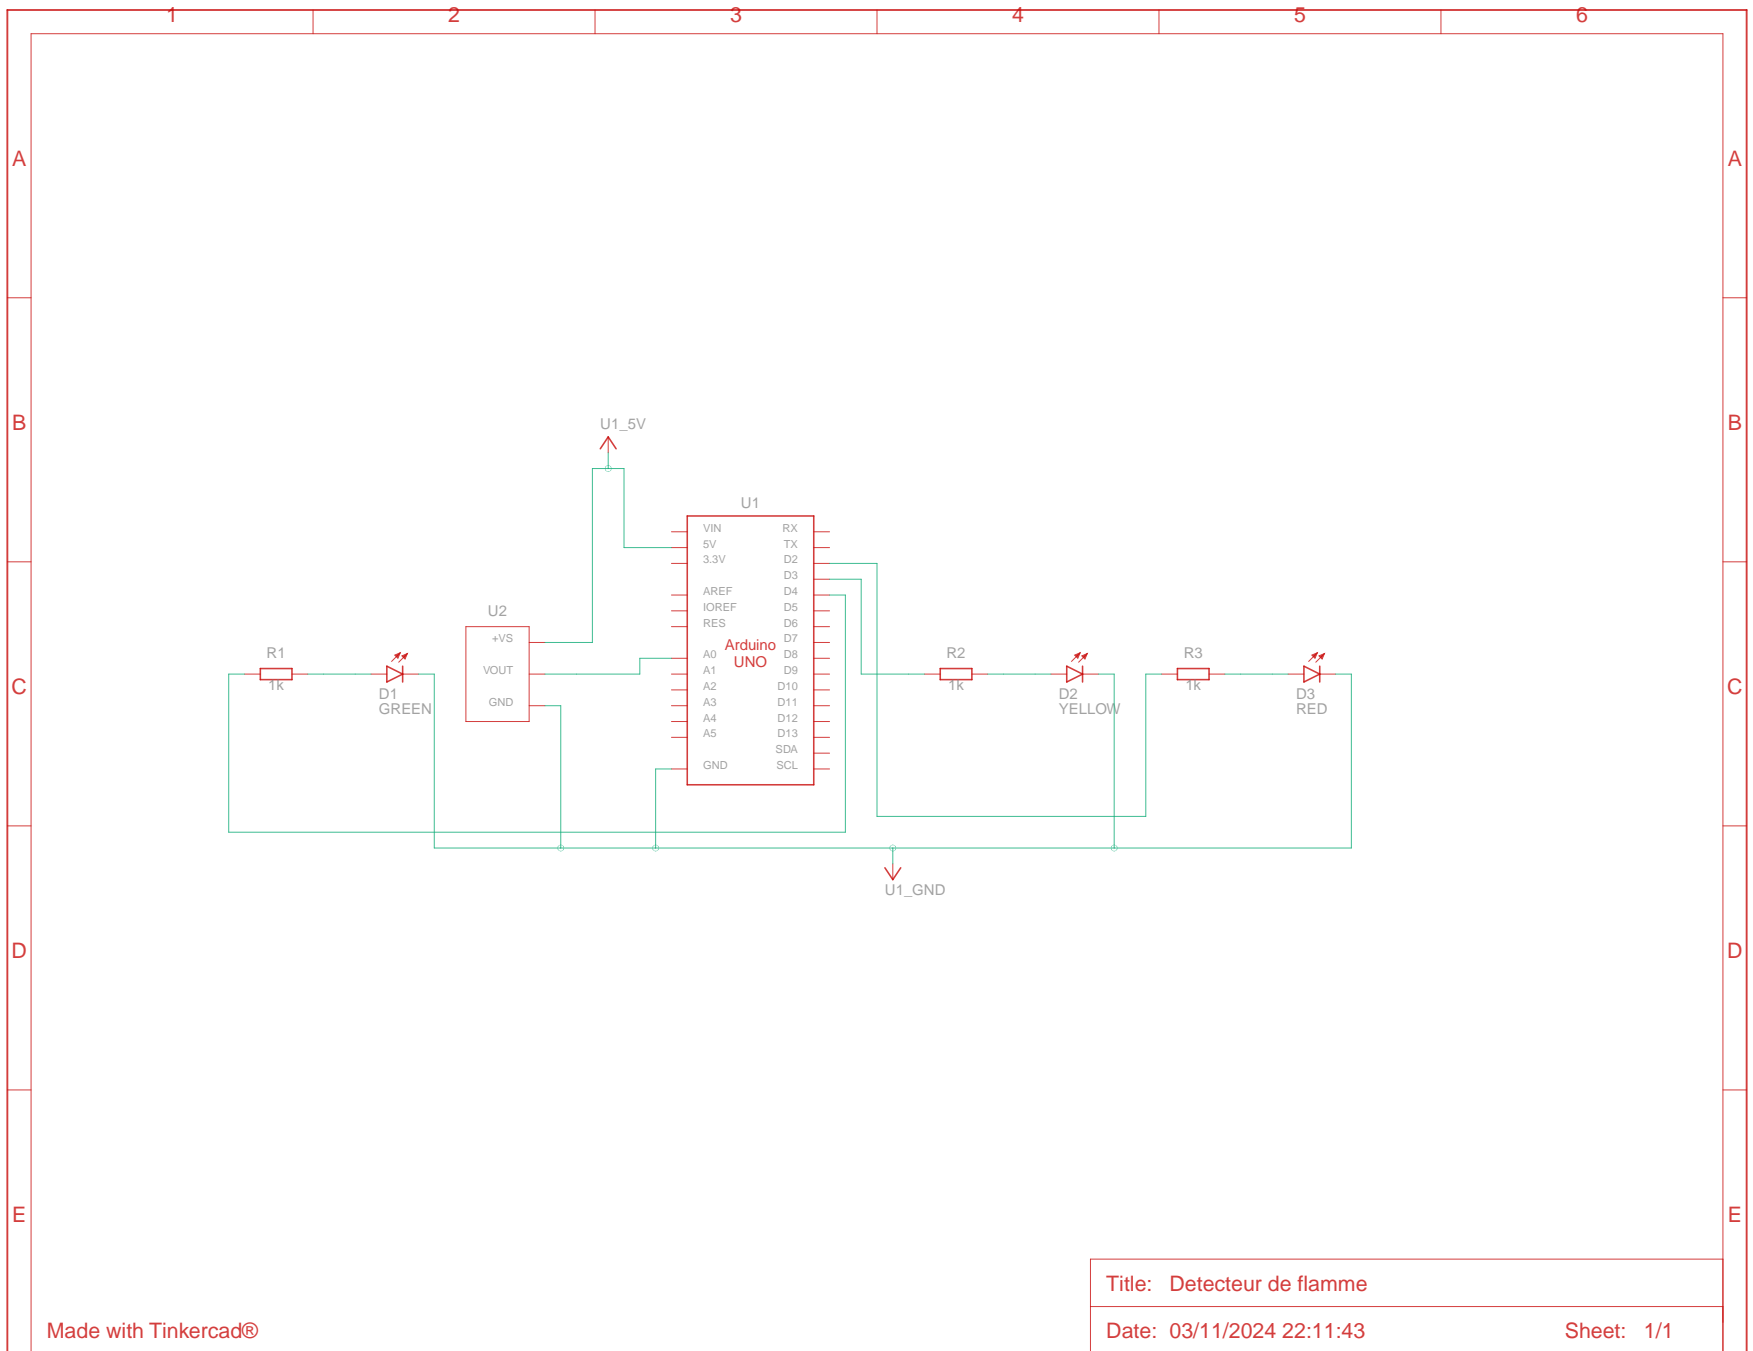 1 2 3 4 5 6
A A
B B
U1_5V
U1
VIN RX
5V TX
3.3V D2
D3
AREF D4
IOREF D5
RES D6
D7
A0 D8
A1 D9
A2 D10
A3 D11
A4 D12
A5 D13
SDA
GND SCL
Arduino
UNO
U2
+VS
VOUT
GND
R1
1k
D1
GREEN
R2
1k
D2
YELLOW
R3
1k
D3
RED
C C
U1_GND
D D
E E
Title: Detecteur de flamme
Made with Tinkercad®
Date: 03/11/2024 22:11:43 Sheet: 1/1